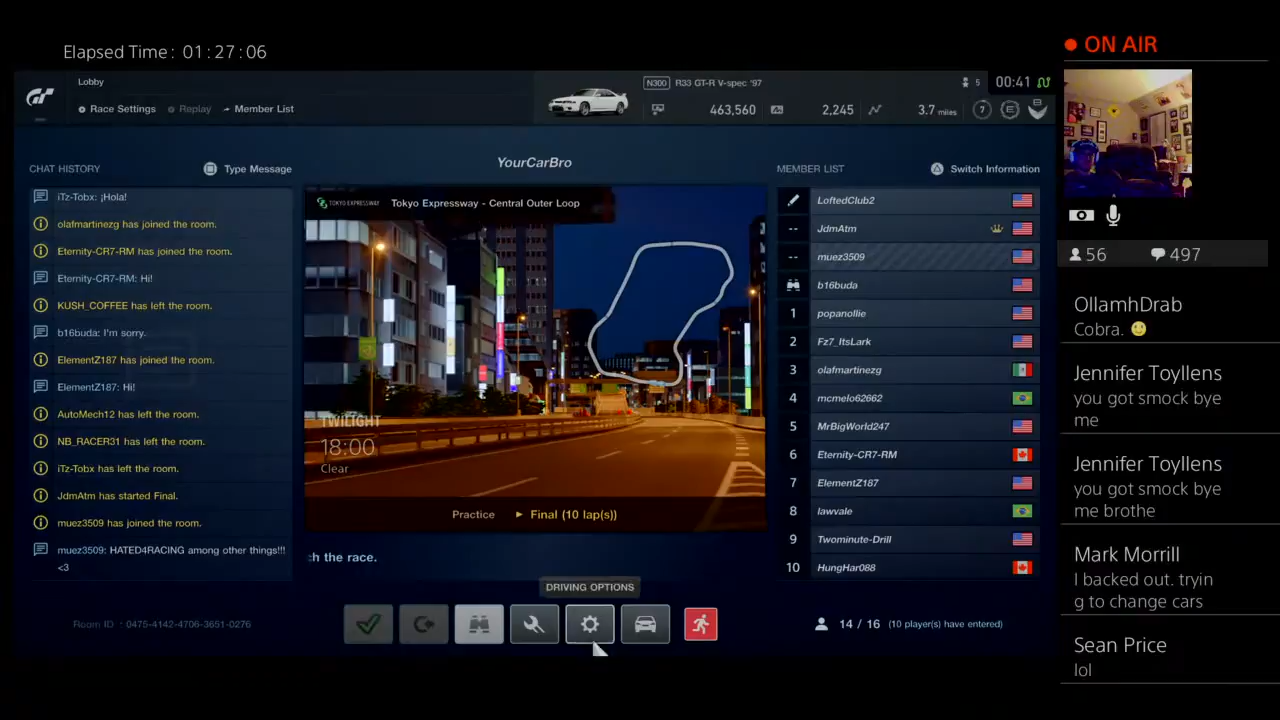 Elapsed Time: 01:27:06
ON AIR
Lobby
Race Settings
Replay
Member List
N300 R33 GT-R V-spec '97
5
00:41
463,560
2,245
3.7 miles
7
E
CHAT HISTORY
Type Message
iTz-Tobx: ¡Hola!
olafmartinezg has joined the room.
Eternity-CR7-RM has joined the room.
Eternity-CR7-RM: Hi!
KUSH_COFFEE has left the room.
b16buda: I'm sorry.
ElementZ187 has joined the room.
ElementZ187: Hi!
AutoMech12 has left the room.
NB_RACER31 has left the room.
iTz-Tobx has left the room.
JdmAtm has started Final.
muez3509 has joined the room.
muez3509: HATED4RACING among other things!!!
<3
Room ID : 0475-4142-4706-3651-0276
YourCarBro
TOKYO EXPRESSWAY
Tokyo Expressway - Central Outer Loop
TWILIGHT
18:00
Clear
Practice
Final (10 lap(s))
ch the race.
DRIVING OPTIONS
MEMBER LIST
Switch Information
LoftedClub2
-- JdmAtm
-- muez3509
b16buda
1 popanollie
2 Fz7_ItsLark
3 olafmartinezg
4 mcmelo62662
5 MrBigWorld247
6 Eternity-CR7-RM
7 ElementZ187
8 lawvale
9 Twominute-Drill
10 HungHar088
14 / 16 (10 player(s) have entered)
56
497
OllamhDrab
Cobra.
Jennifer Toyllens
you got smock bye
me
Jennifer Toyllens
you got smock bye
me brothe
Mark Morrill
I backed out. tryin
g to change cars
Sean Price
lol